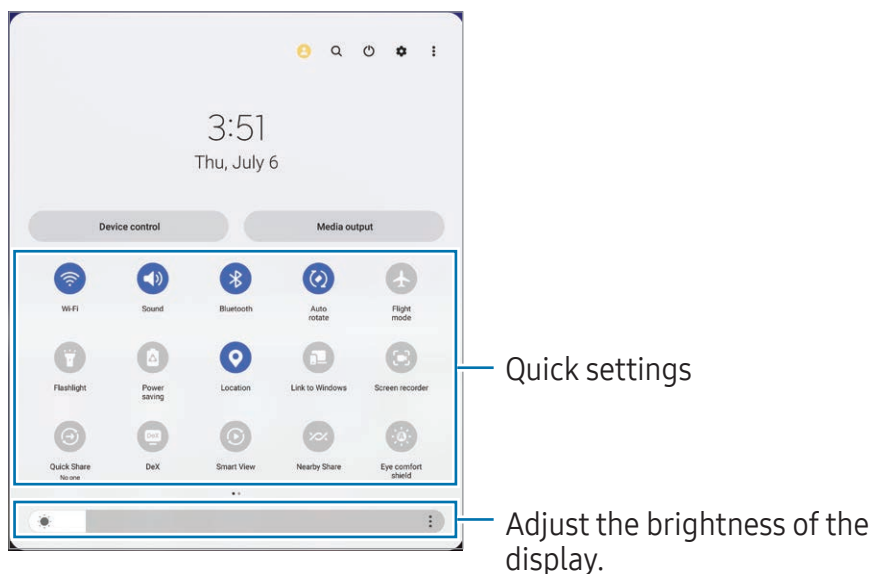 3:51
Thu, July 6
Device control
Media output
Wi-Fi
Sound
Bluetooth
Auto
rotate
Flight
mode
Flashlight
Power
saving
Location
Link to Windows
Screen recorder
Quick Share
No one
DeX
DeX
Smart View
Nearby Share
Eye comfort
shield
Quick settings
Adjust the brightness of the
display.